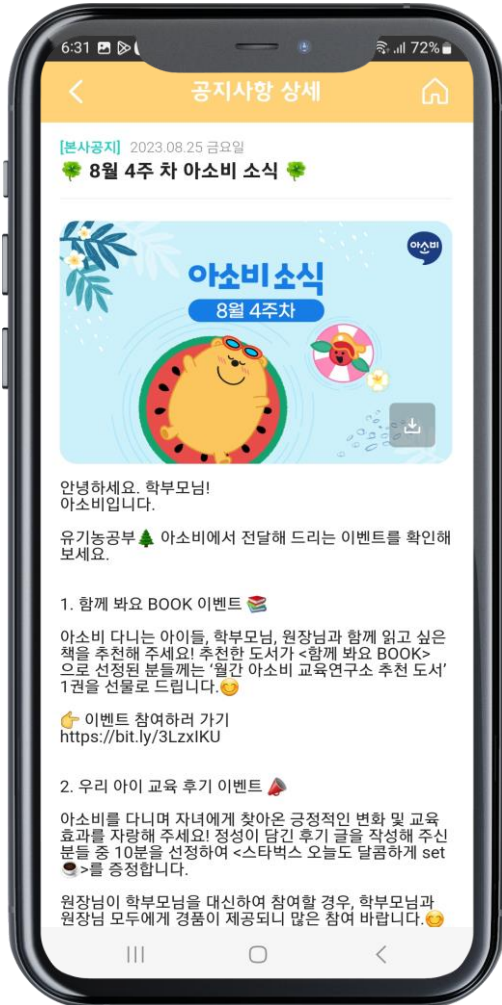 6:31 72%
공지사항 상세
[본사공지] 2023.08.25 금요일
🍀 8월 4주 차 아소비 소식 🍀
아소비
아소비소식
8월 4주차
안녕하세요. 학부모님!
아소비입니다.
유기농공부🌲 아소비에서 전달해 드리는 이벤트를 확인해
보세요.
1. 함께 봐요 BOOK 이벤트 📚
아소비 다니는 아이들, 학부모님, 원장님과 함께 읽고 싶은
책을 추천해 주세요! 추천한 도서가 <함께 봐요 BOOK>
으로 선정된 분들께는 ‘월간 아소비 교육연구소 추천 도서’
1권을 선물로 드립니다.😊
👉 이벤트 참여하러 가기
https://bit.ly/3LzxIKU
2. 우리 아이 교육 후기 이벤트 📣
아소비를 다니며 자녀에게 찾아온 긍정적인 변화 및 교육
효과를 자랑해 주세요! 정성이 담긴 후기 글을 작성해 주신
분들 중 10분을 선정하여 <스타벅스 오늘도 달콤하게 set
☕>를 증정합니다.
원장님이 학부모님을 대신하여 참여할 경우, 학부모님과
원장님 모두에게 경품이 제공되니 많은 참여 바랍니다.😊